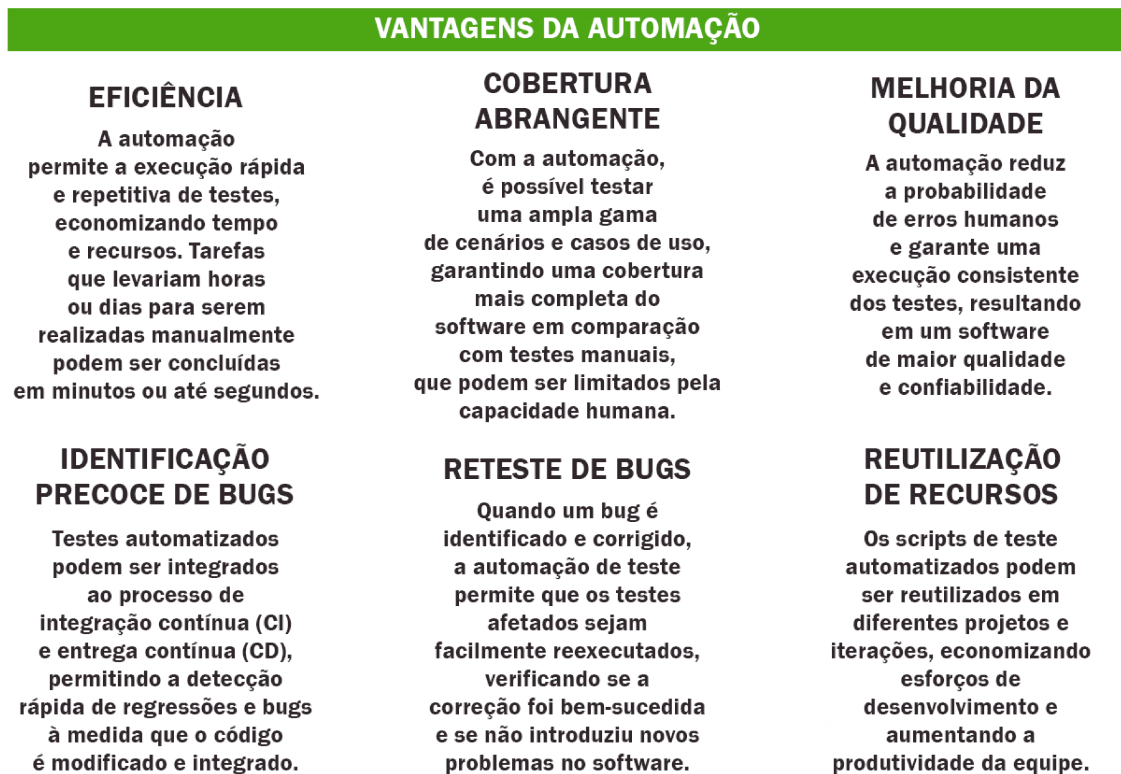 VANTAGENS DA AUTOMAÇÃO
EFICIÊNCIA
A automação
permite a execução rápida
e repetitiva de testes,
economizando tempo
e recursos. Tarefas
que levariam horas
ou dias para serem
realizadas manualmente
podem ser concluídas
em minutos ou até segundos.
COBERTURA
ABRANGENTE
Com a automação,
é possível testar
uma ampla gama
de cenários e casos de uso,
garantindo uma cobertura
mais completa do
software em comparação
com testes manuais,
que podem ser limitados pela
capacidade humana.
MELHORIA DA
QUALIDADE
A automação reduz
a probabilidade
de erros humanos
e garante uma
execução consistente
dos testes, resultando
em um software
de maior qualidade
e confiabilidade.
IDENTIFICAÇÃO
PRECOCE DE BUGS
Testes automatizados
podem ser integrados
ao processo de
integração contínua (CI)
e entrega contínua (CD),
permitindo a detecção
rápida de regressões e bugs
à medida que o código
é modificado e integrado.
RETESTE DE BUGS
Quando um bug é
identificado e corrigido,
a automação de teste
permite que os testes
afetados sejam
facilmente reexecutados,
verificando se a
correção foi bem-sucedida
e se não introduziu novos
problemas no software.
REUTILIZAÇÃO
DE RECURSOS
Os scripts de teste
automatizados podem
ser reutilizados em
diferentes projetos e
iterações, economizando
esforços de
desenvolvimento e
aumentando a
produtividade da equipe.